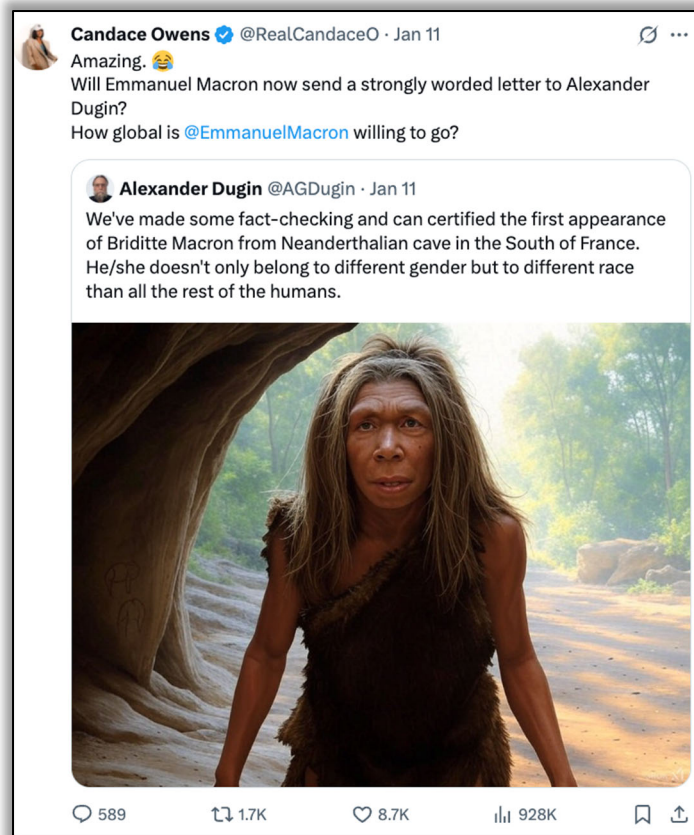 Candace Owens @RealCandaceO · Jan 11
Amazing. 😂
Will Emmanuel Macron now send a strongly worded letter to Alexander
Dugin?
How global is @EmmanuelMacron willing to go?
Alexander Dugin @AGDugin · Jan 11
We've made some fact-checking and can certified the first appearance
of Briditte Macron from Neanderthalian cave in the South of France.
He/she doesn't only belong to different gender but to different race
than all the rest of the humans.
589 1.7K 8.7K 928K